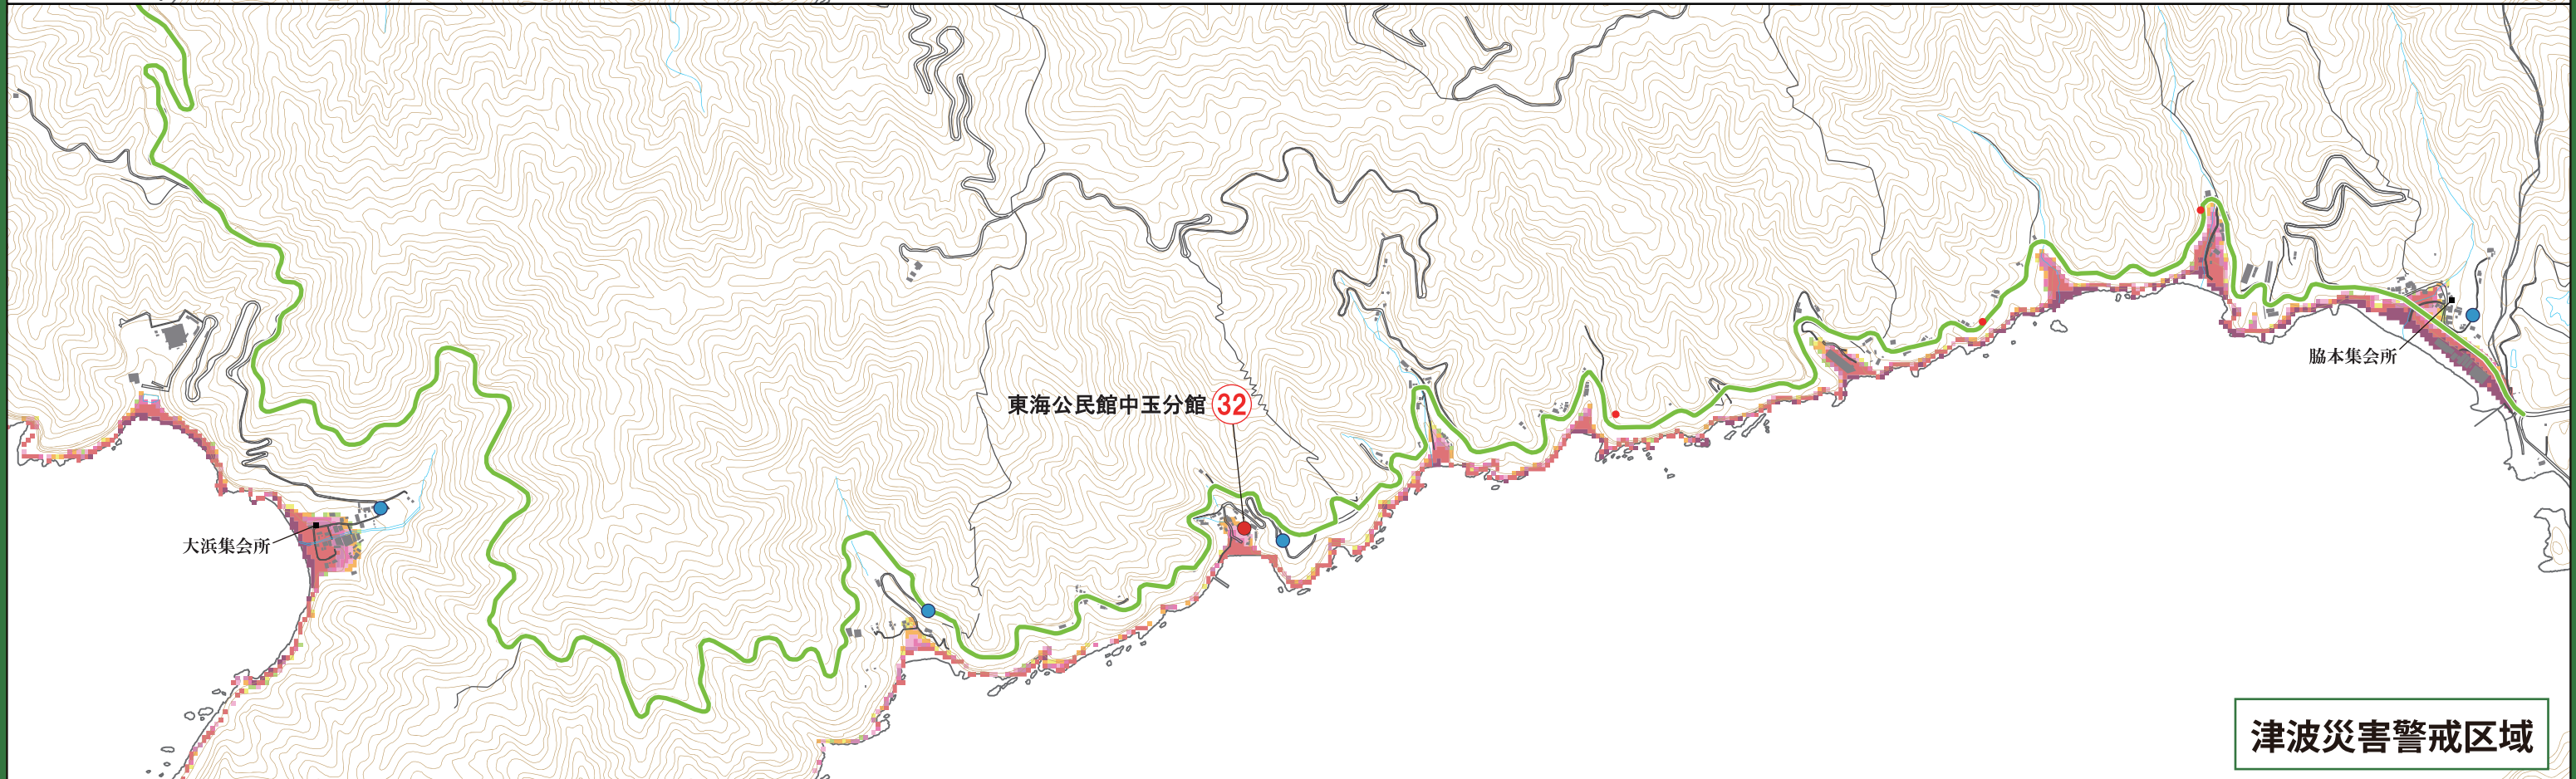 脇本集会所
東海公民館中玉分館 32
大浜集会所
津波災害警戒区域